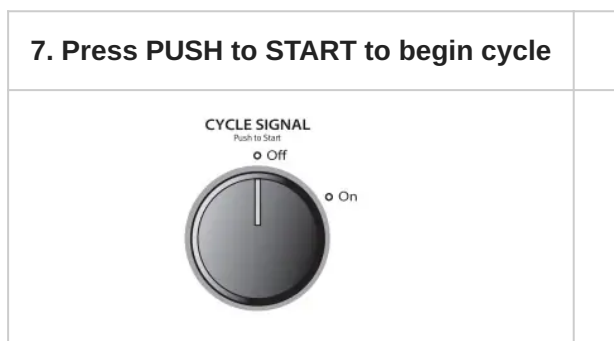 7. Press PUSH to START to begin cycle
CYCLE SIGNAL
Push to Start
Off
On